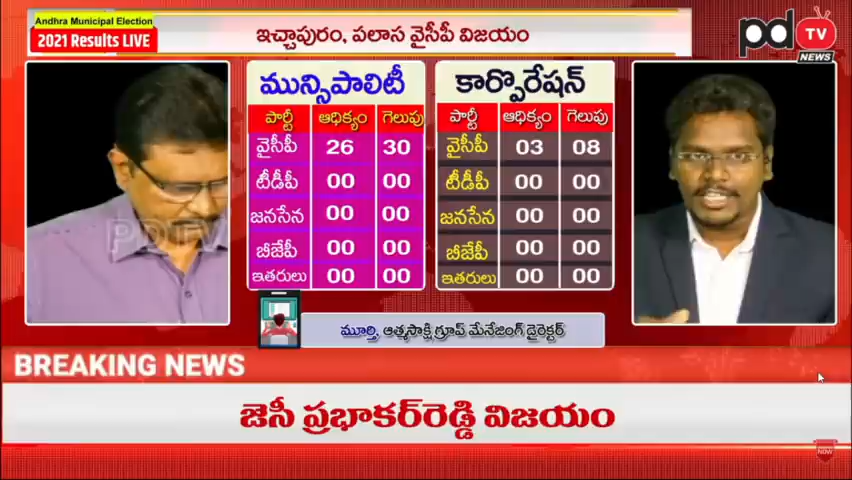 Andhra Municipal Election
2021 Results LIVE
ఇచ్చాపురం, పలాస వైసీపీ విజయం
pd TV
NEWS
మున్సిపాలిటీ
పార్టీ ఆధిక్యం గెలుపు
వైసీపీ 26 30
టీడీపీ 00 00
జనసేన 00 00
బీజేపీ 00 00
ఇతరులు 00 00
కార్పొరేషన్
పార్టీ ఆధిక్యం గెలుపు
వైసీపీ 03 08
టీడీపీ 00 00
జనసేన 00 00
బీజేపీ 00 00
ఇతరులు 00 00
PDTV
మూర్తి, ఆత్మసాక్షి గ్రూప్ మేనేజింగ్ డైరెక్టర్
BREAKING NEWS
జెసీ ప్రభాకర్‌రెడ్డి విజయం
NOW